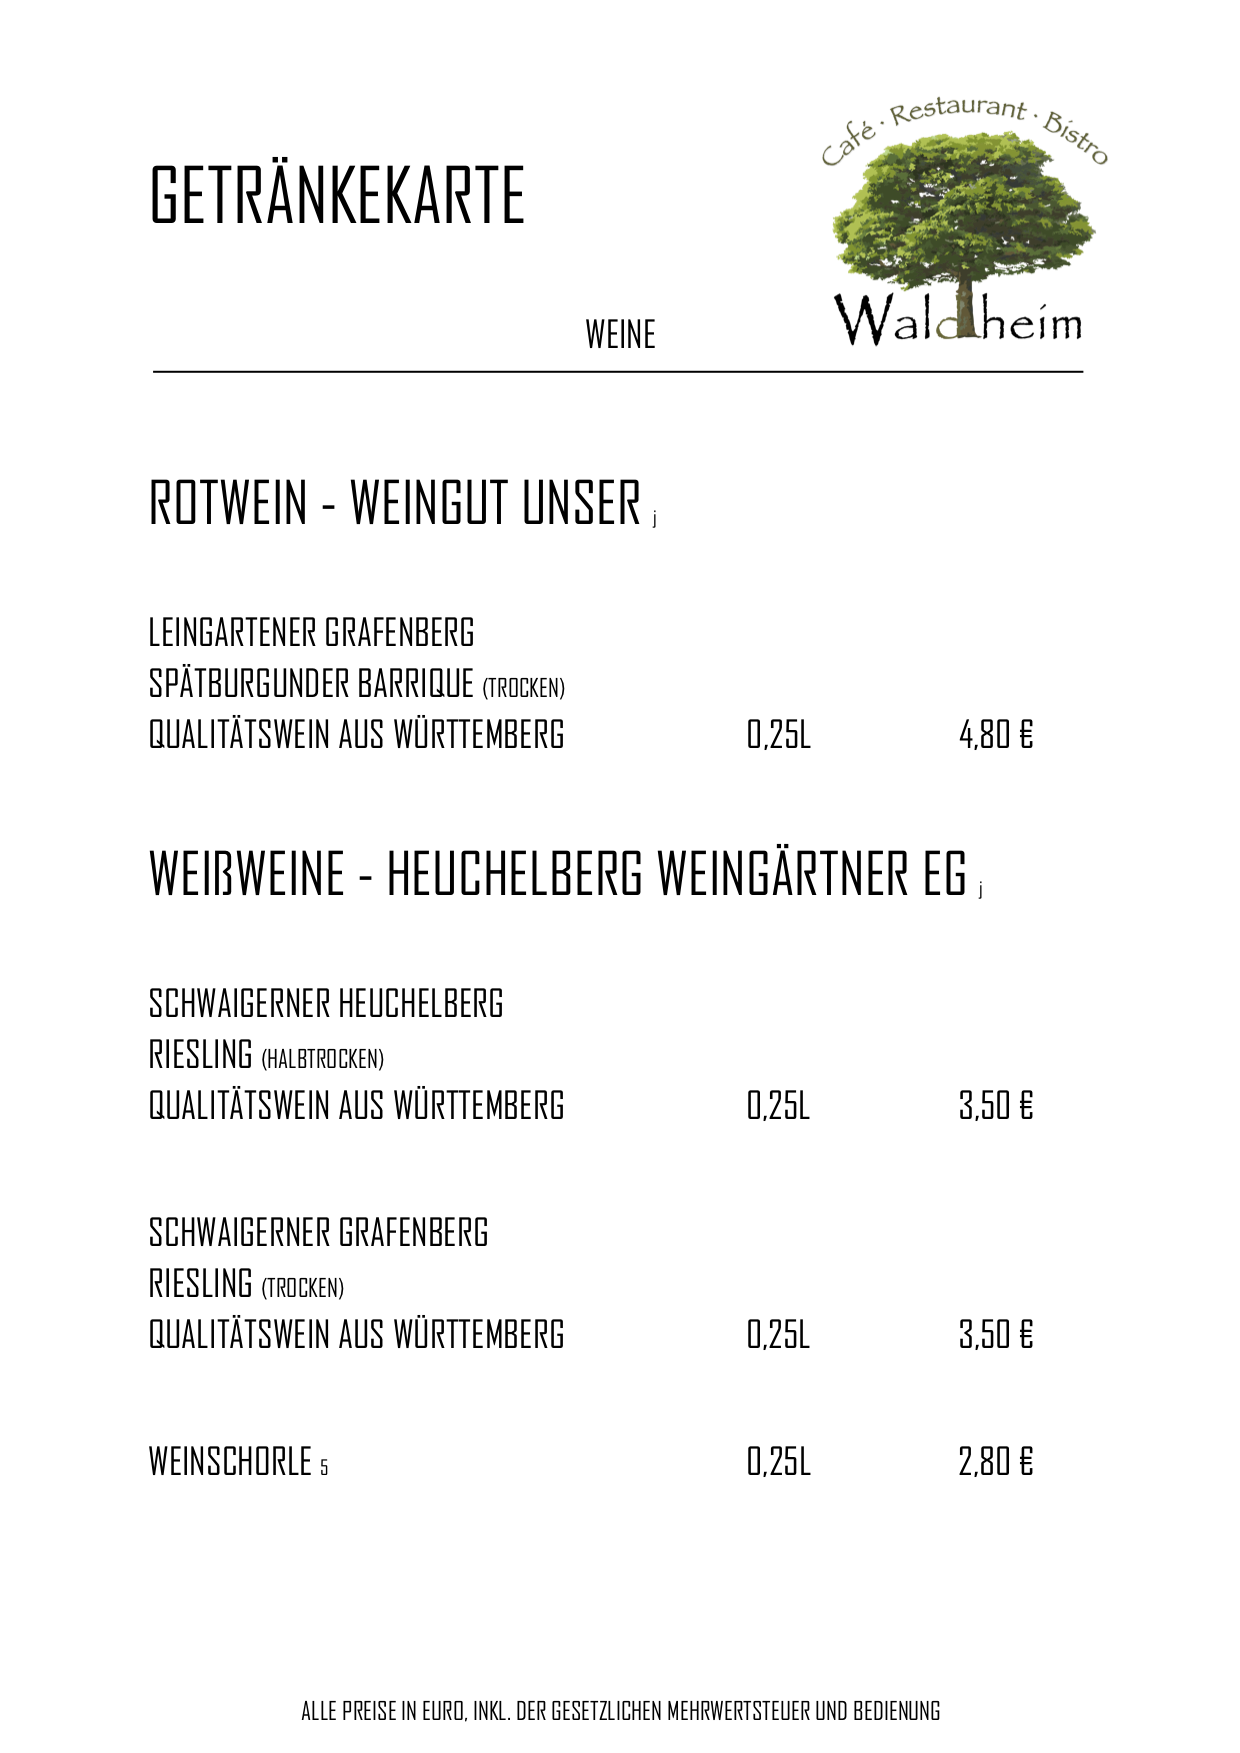 Café · Restaurant · Bistro
GETRÄNKEKARTE
Waldheim
WEINE
ROTWEIN - WEINGUT UNSER j
LEINGARTENER GRAFENBERG
SPÄTBURGUNDER BARRIQUE (TROCKEN)
QUALITÄTSWEIN AUS WÜRTTEMBERG 0,25L 4,80 €
WEIßWEINE - HEUCHELBERG WEINGÄRTNER EG j
SCHWAIGERNER HEUCHELBERG
RIESLING (HALBTROCKEN)
QUALITÄTSWEIN AUS WÜRTTEMBERG 0,25L 3,50 €
SCHWAIGERNER GRAFENBERG
RIESLING (TROCKEN)
QUALITÄTSWEIN AUS WÜRTTEMBERG 0,25L 3,50 €
WEINSCHORLE 5 0,25L 2,80 €
ALLE PREISE IN EURO, INKL. DER GESETZLICHEN MEHRWERTSTEUER UND BEDIENUNG